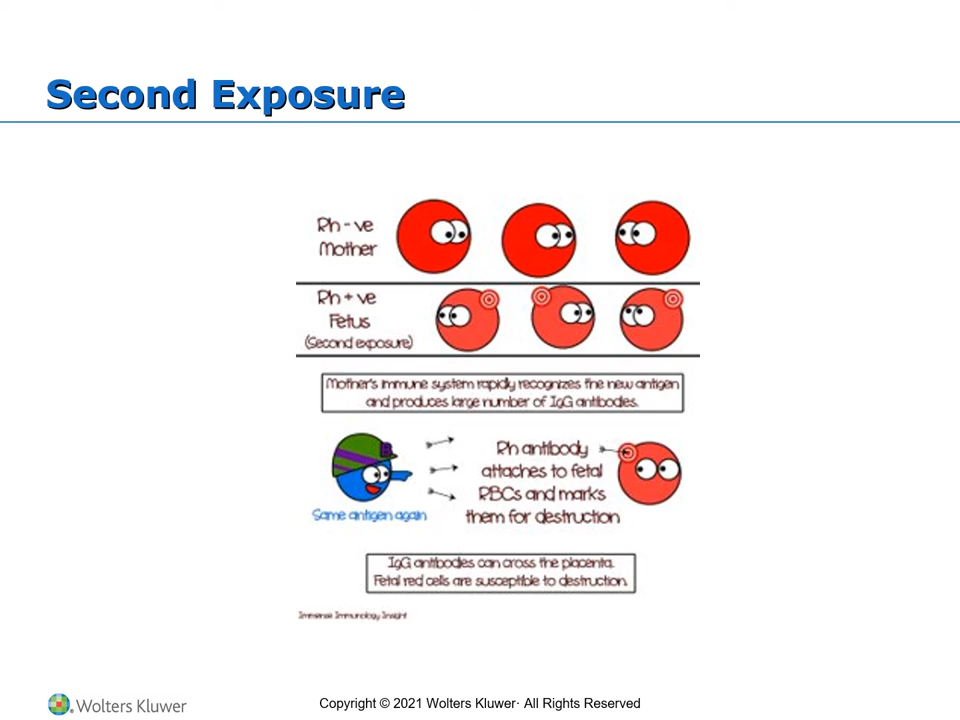 Second Exposure
Rh - ve
Mother
Rh + ve
Fetus
(Second exposure)
Mother's immune system rapidly recognizes the new antigen
and produces large number of IgG antibodies.
Rh antibody
attaches to fetal
RBCs and marks
them for destruction
Same antigen again
IgG antibodies can cross the placenta.
Fetal red cells are susceptible to destruction.
Immense Immunology Insight
Wolters Kluwer
Copyright © 2021 Wolters Kluwer· All Rights Reserved